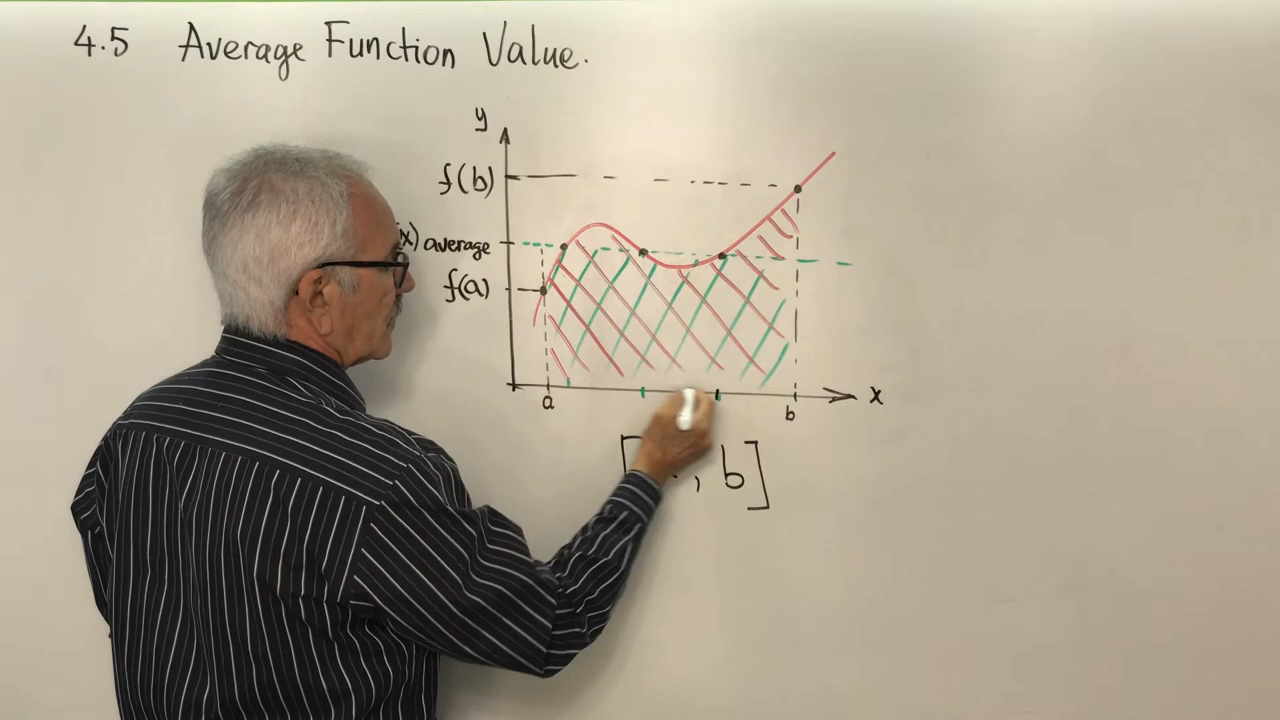 4.5 Average Function Value.
y
f(b)
x) average
f(a)
a
b
x
[ , b]